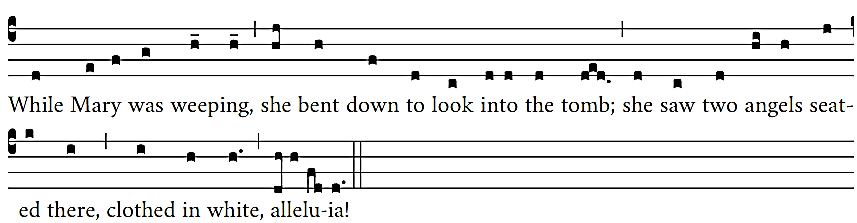 While Mary was weeping, she bent down to look into the tomb; she saw two angels seat-
ed there, clothed in white, allelu-ia!